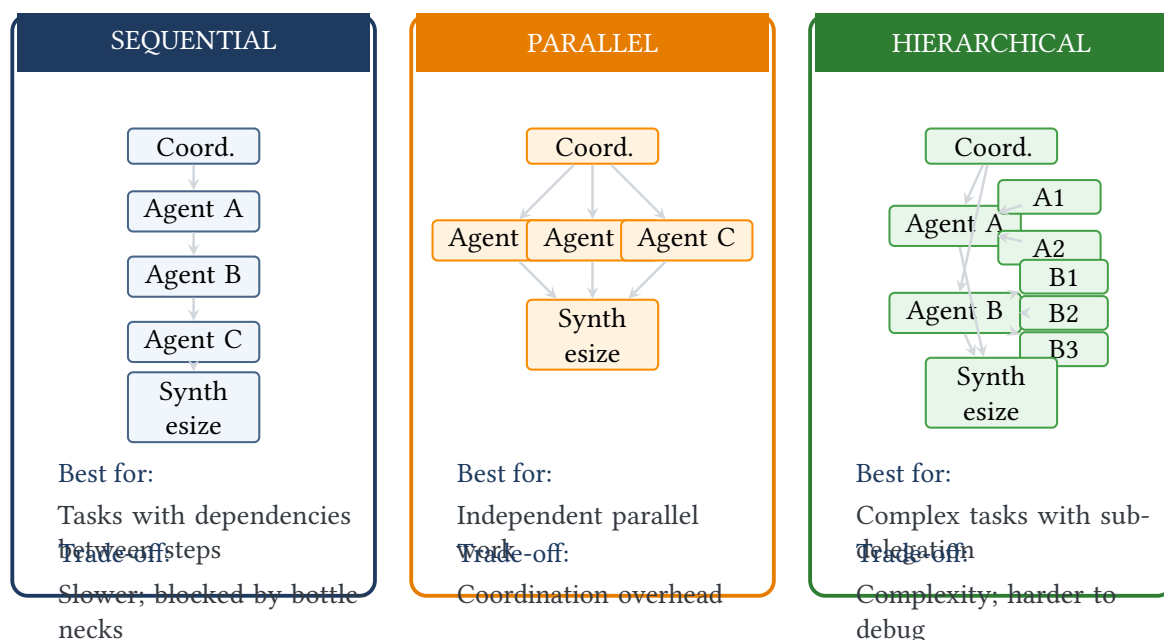 SEQUENTIAL
Coord.
Agent A
Agent B
Agent C
Synth
esize
Best for:
Tasks with dependencies
between steps
Trade-off:
Slower; blocked by bottle
necks
PARALLEL
Coord.
Agent
Agent
Agent C
Synth
esize
Best for:
Independent parallel
work
Trade-off:
Coordination overhead
HIERARCHICAL
Coord.
A1
Agent A
A2
B1
Agent B
B2
B3
Synth
esize
Best for:
Complex tasks with sub-
delegation
Trade-off:
Complexity; harder to
debug